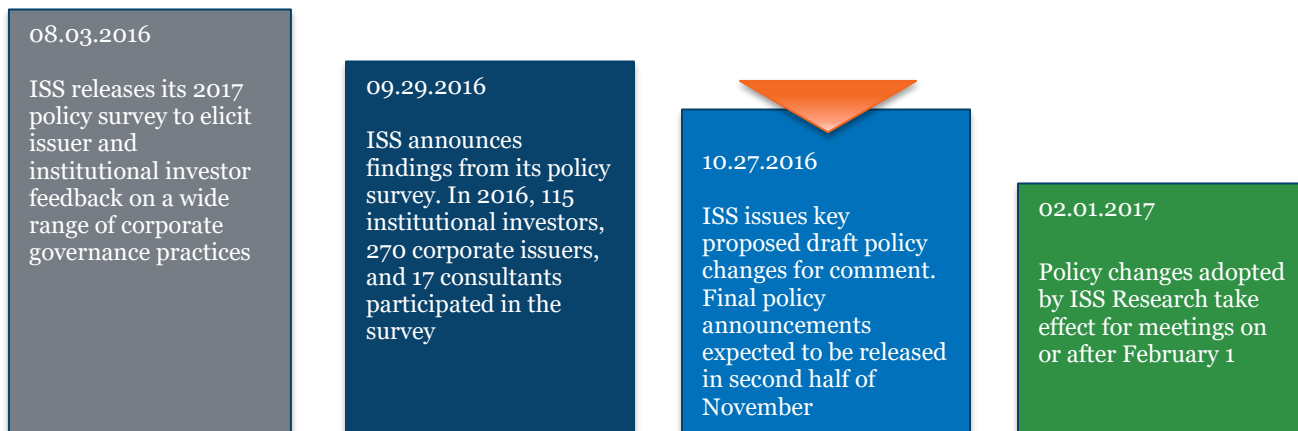 08.03.2016
ISS releases its 2017
policy survey to elicit
issuer and
institutional investor
feedback on a wide
range of corporate
governance practices
09.29.2016
ISS announces
findings from its policy
survey. In 2016, 115
institutional investors,
270 corporate issuers,
and 17 consultants
participated in the
survey
10.27.2016
ISS issues key
proposed draft policy
changes for comment.
Final policy
announcements
expected to be released
in second half of
November
02.01.2017
Policy changes adopted
by ISS Research take
effect for meetings on
or after February 1